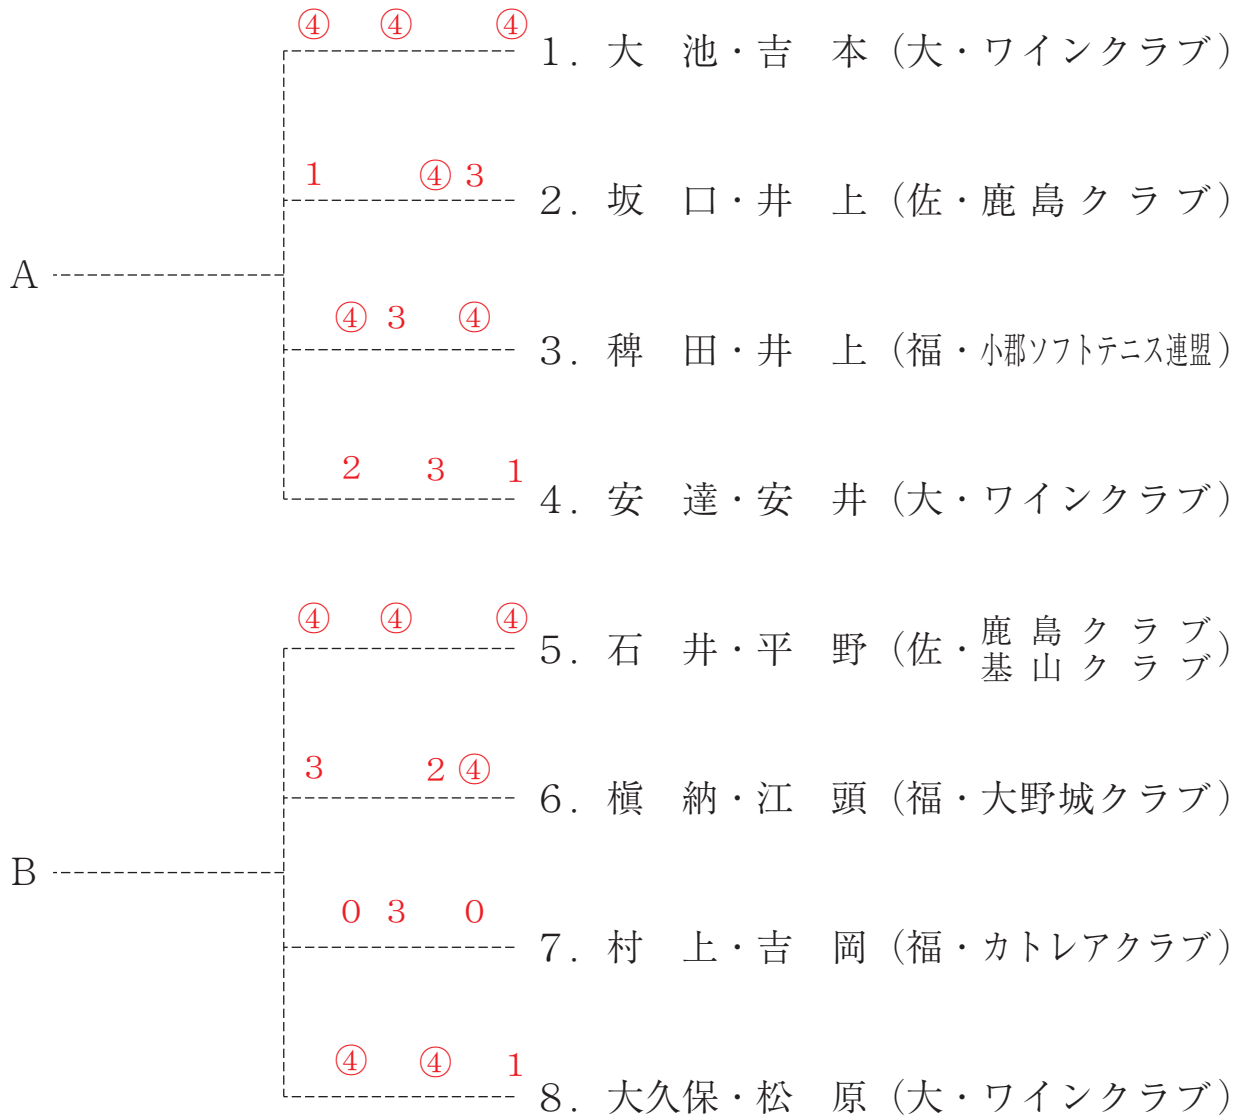 ④ ④ ④
1. 大 池・吉 本 (大・ワインクラブ)
1 ④ 3
2. 坂 口・井 上 (佐・鹿島クラブ)
A
④ 3 ④
3. 稗 田・井 上 (福・小郡ソフトテニス連盟)
2 3 1
4. 安 達・安 井 (大・ワインクラブ)
④ ④ ④
5. 石 井・平 野 (佐・鹿島クラブ
基山クラブ)
3 2 ④
6. 槇 納・江 頭 (福・大野城クラブ)
B
0 3 0
7. 村 上・吉 岡 (福・カトレアクラブ)
④ ④ 1
8. 大久保・松 原 (大・ワインクラブ)